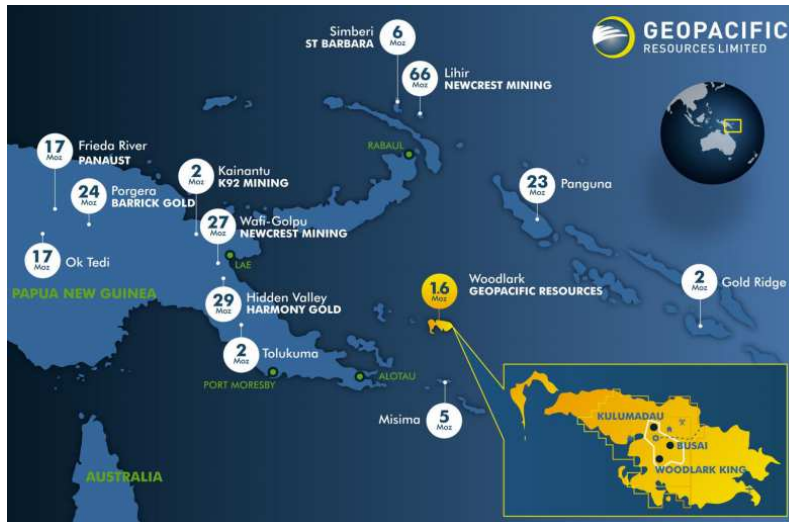 GEOPACIFIC
RESOURCES LIMITED
Simberi
ST BARBARA
6
Moz
66
Moz
Lihir
NEWCREST MINING
RABAUL
17
Moz
Frieda River
PANAUST
2
Moz
Kainantu
K92 MINING
24
Moz
Porgera
BARRICK GOLD
23
Moz
Panguna
27
Moz
Wafi-Golpu
NEWCREST MINING
17
Moz
Ok Tedi
LAE
PAPUA NEW GUINEA
29
Moz
Hidden Valley
HARMONY GOLD
1.6
Moz
Woodlark
GEOPACIFIC RESOURCES
2
Moz
Gold Ridge
2
Moz
Tolukuma
PORT MORESBY
ALOTAU
Misima
5
Moz
KULUMADAU
BUSAI
WOODLARK KING
AUSTRALIA